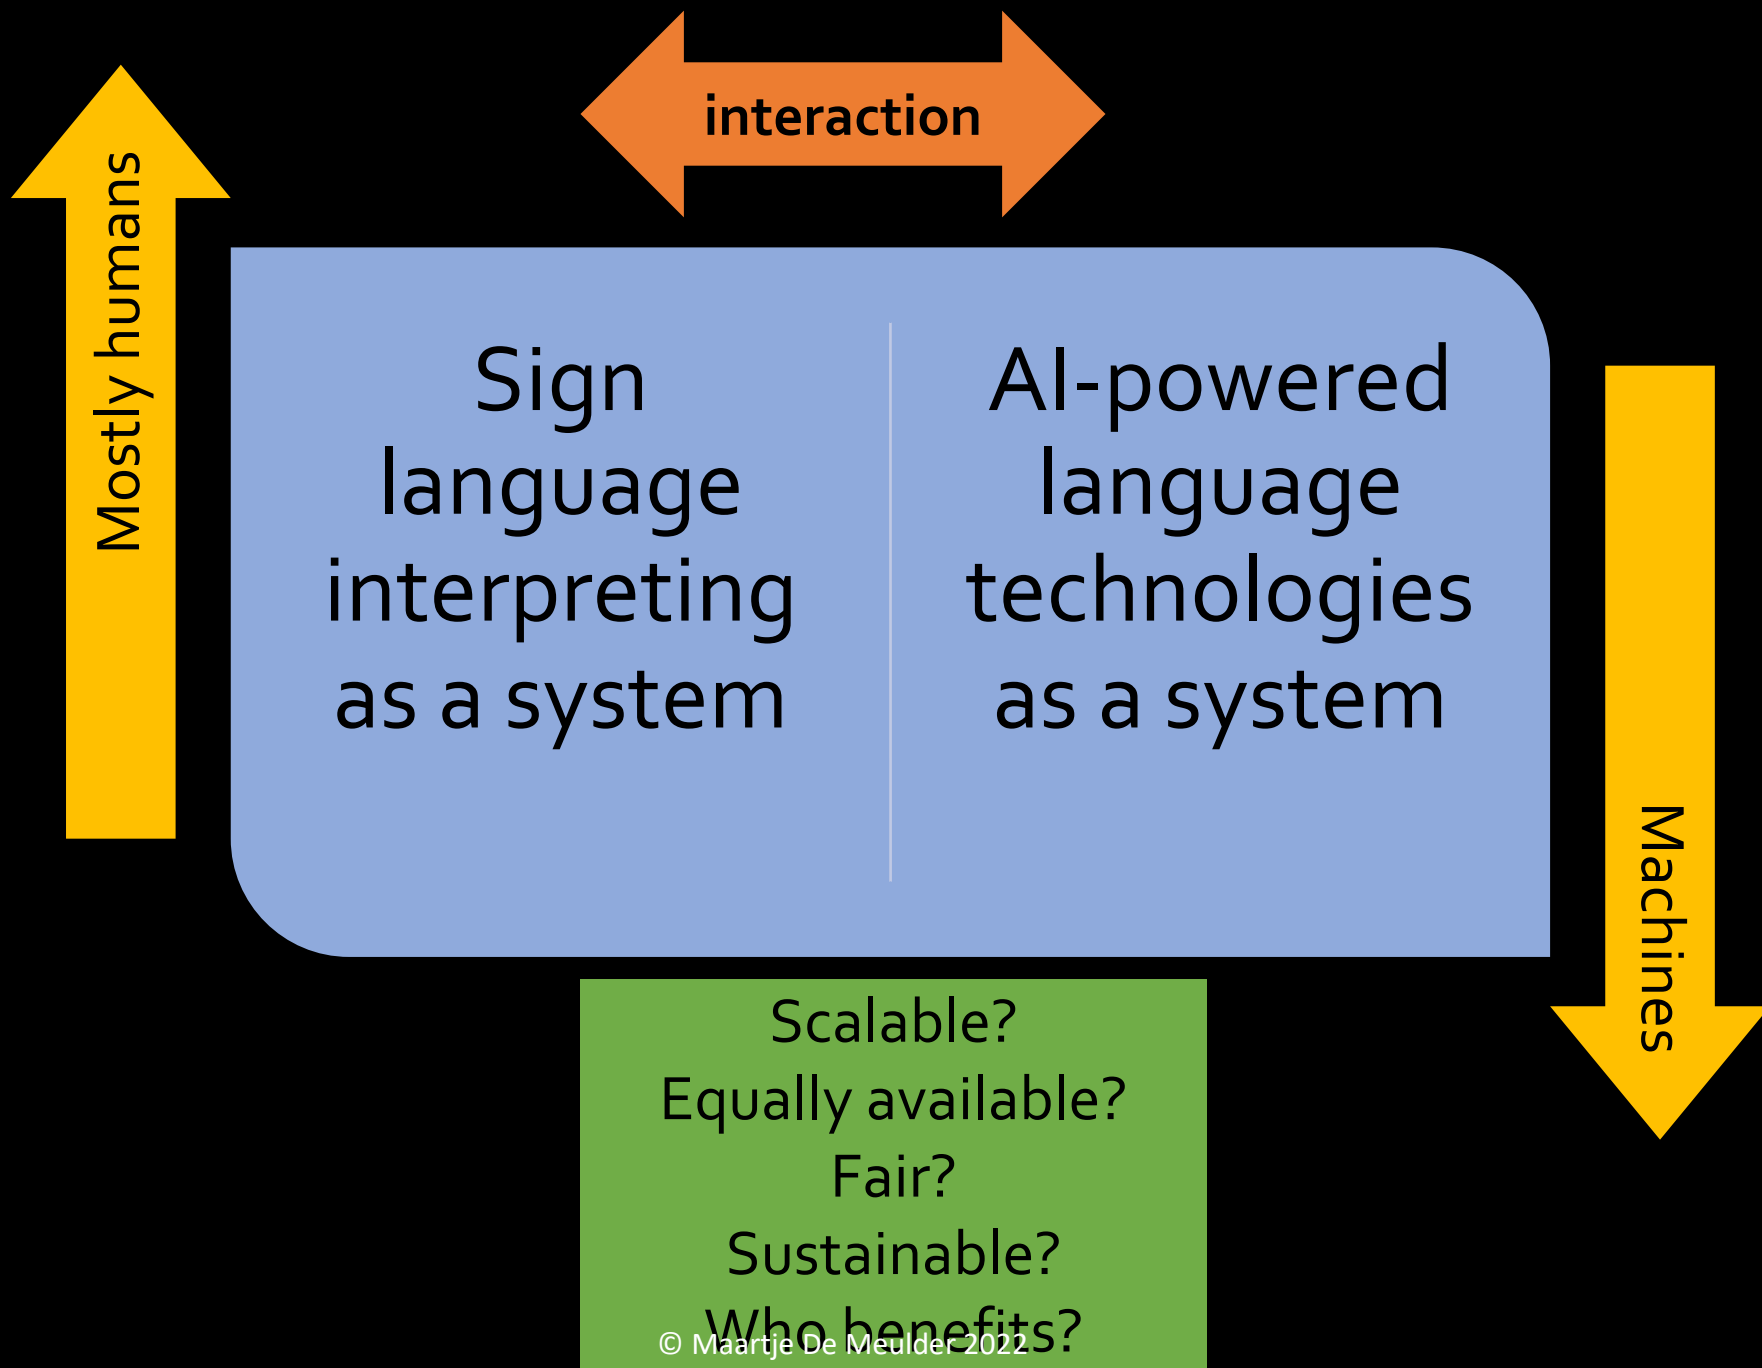 interaction
Mostly humans
Sign
language
interpreting
as a system
AI-powered
language
technologies
as a system
Machines
Scalable?
Equally available?
Fair?
Sustainable?
Who benefits?
© Maartje De Meulder 2022